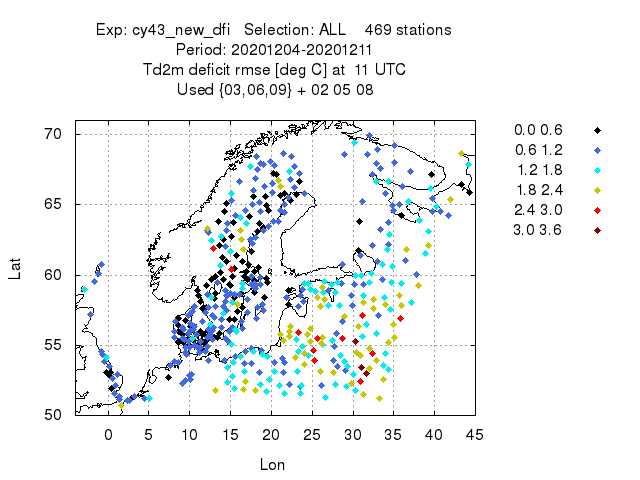 Exp: cy43_new_dfi   Selection: ALL    469 stations
Period: 20201204-20201211
Td2m deficit rmse [deg C] at  11 UTC
Used {03,06,09} + 02 05 08
0.0 0.6
0.6 1.2
1.2 1.8
1.8 2.4
2.4 3.0
3.0 3.6
Lat
70
65
60
55
50
0 5 10 15 20 25 30 35 40 45
Lon